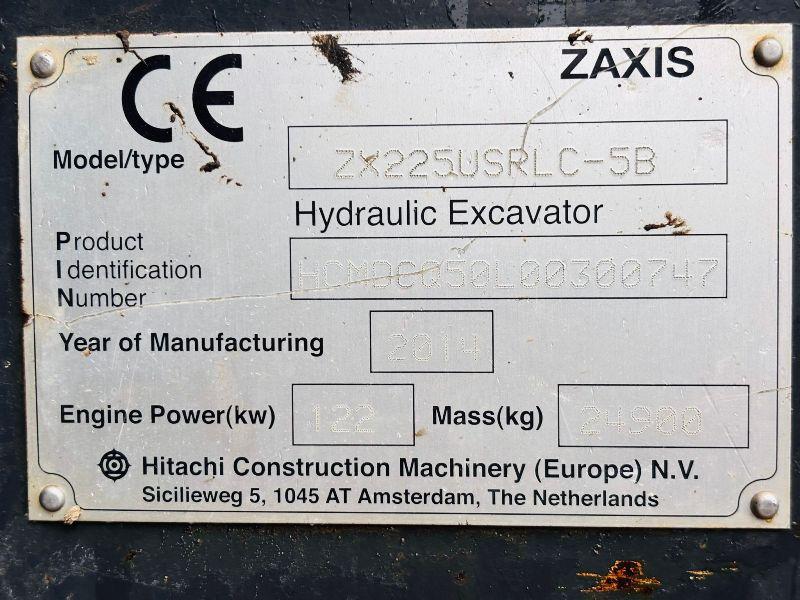 CE ZAXIS
Model/type ZX225USRLC-5B
Hydraulic Excavator
Product
Identification HCMDCQ50L00300747
Number
Year of Manufacturing 2014
Engine Power(kw) 122 Mass(kg) 24900
Hitachi Construction Machinery (Europe) N.V.
Sicilieweg 5, 1045 AT Amsterdam, The Netherlands